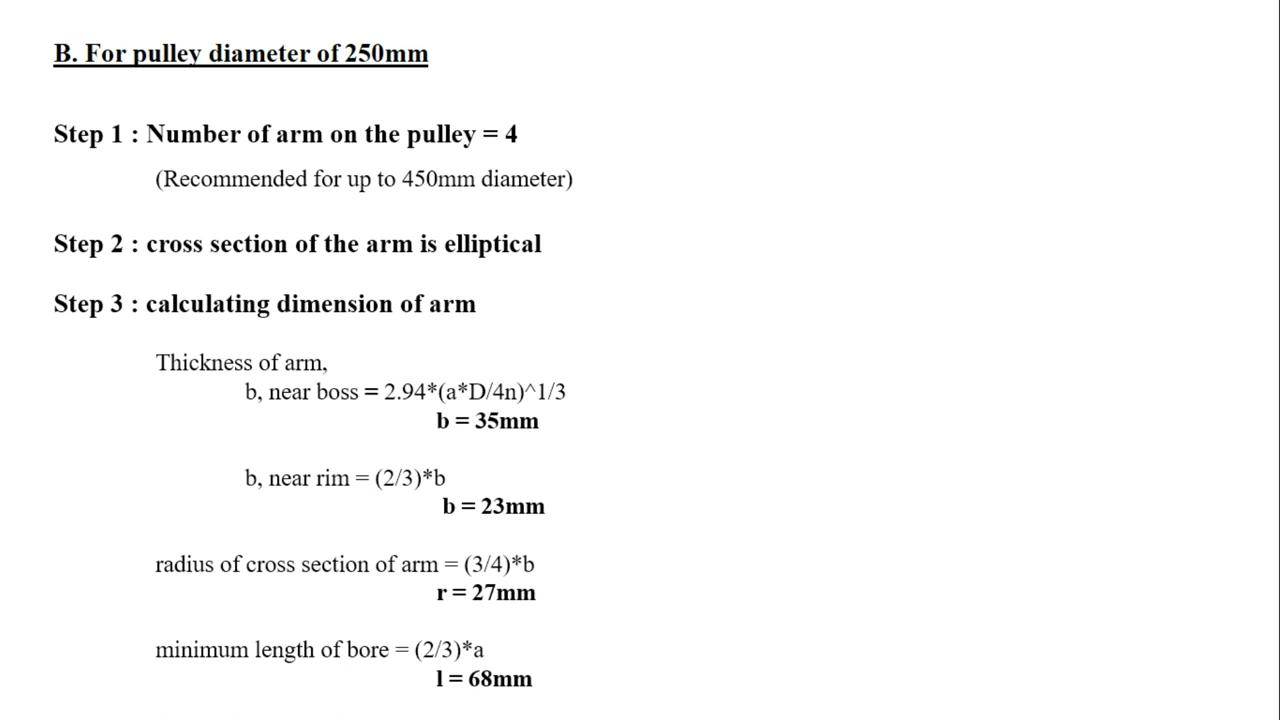 B. For pulley diameter of 250mm
Step 1 : Number of arm on the pulley = 4
(Recommended for up to 450mm diameter)
Step 2 : cross section of the arm is elliptical
Step 3 : calculating dimension of arm
Thickness of arm,
b, near boss = 2.94*(a*D/4n)^1/3
b = 35mm
b, near rim = (2/3)*b
b = 23mm
radius of cross section of arm = (3/4)*b
r = 27mm
minimum length of bore = (2/3)*a
l = 68mm